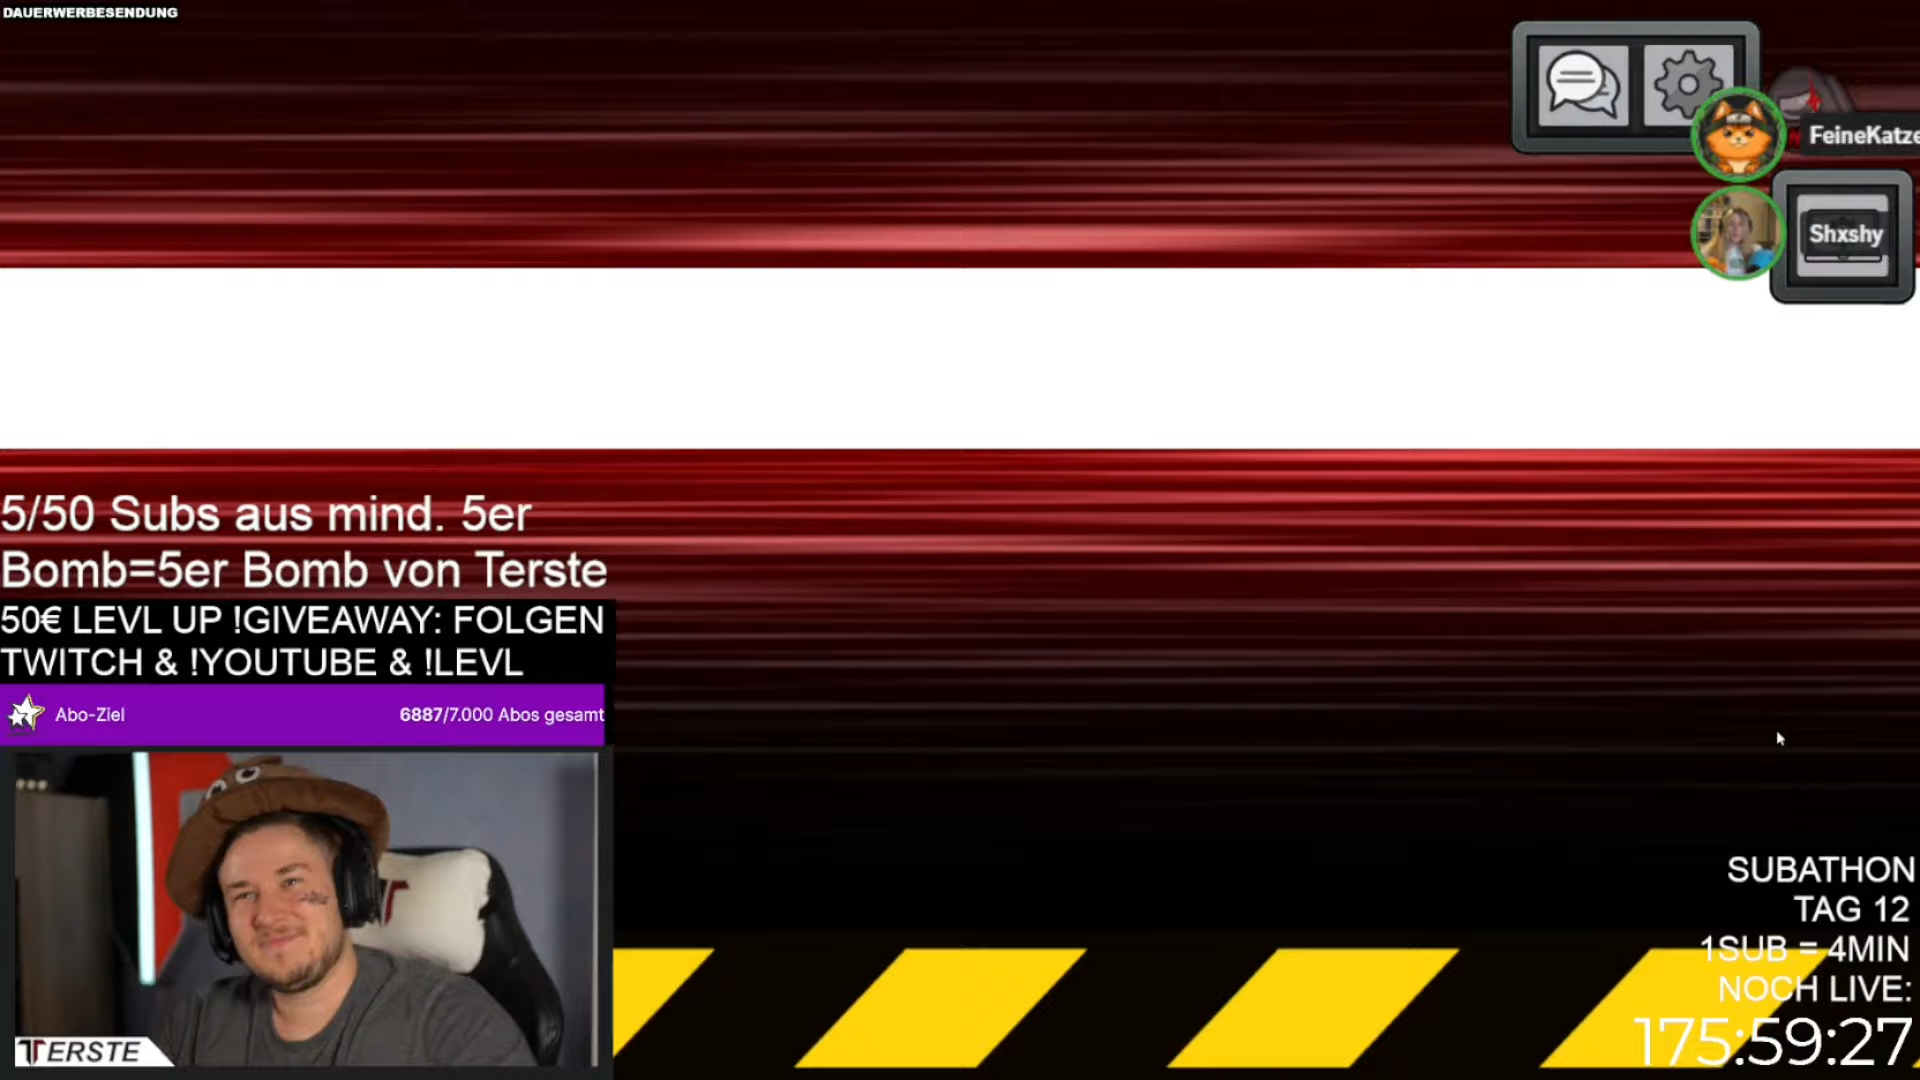 DAUERWERBESENDUNG
FeineKatze
Shxshy
5/50 Subs aus mind. 5er
Bomb=5er Bomb von Terste
50€ LEVL UP !GIVEAWAY: FOLGEN
TWITCH & !YOUTUBE & !LEVL
Abo-Ziel 6887/7.000 Abos gesamt
TERSTE
SUBATHON
TAG 12
1SUB = 4MIN
NOCH LIVE:
175:59:27